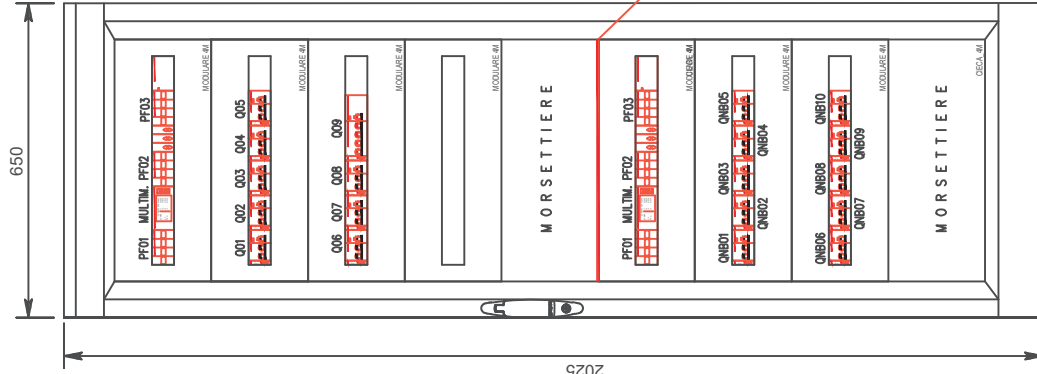 650
PF01 MULTIM. PF02 PF03
MODULARE 4M
Q01 Q02 Q03 Q04 Q05
MODULARE 4M
Q06 Q07 Q08 Q09
MODULARE 4M
MODULARE 4M
MORSETTIERE
PF01 MULTIM. PF02 PF03
QNB01 QNB03 QNB05
QNB02 QNB04
MODULARE 4M
QNB06 QNB08 QNB10
QNB07 QNB09
MODULARE 4M
MORSETTIERE
CIECA 4M
2025